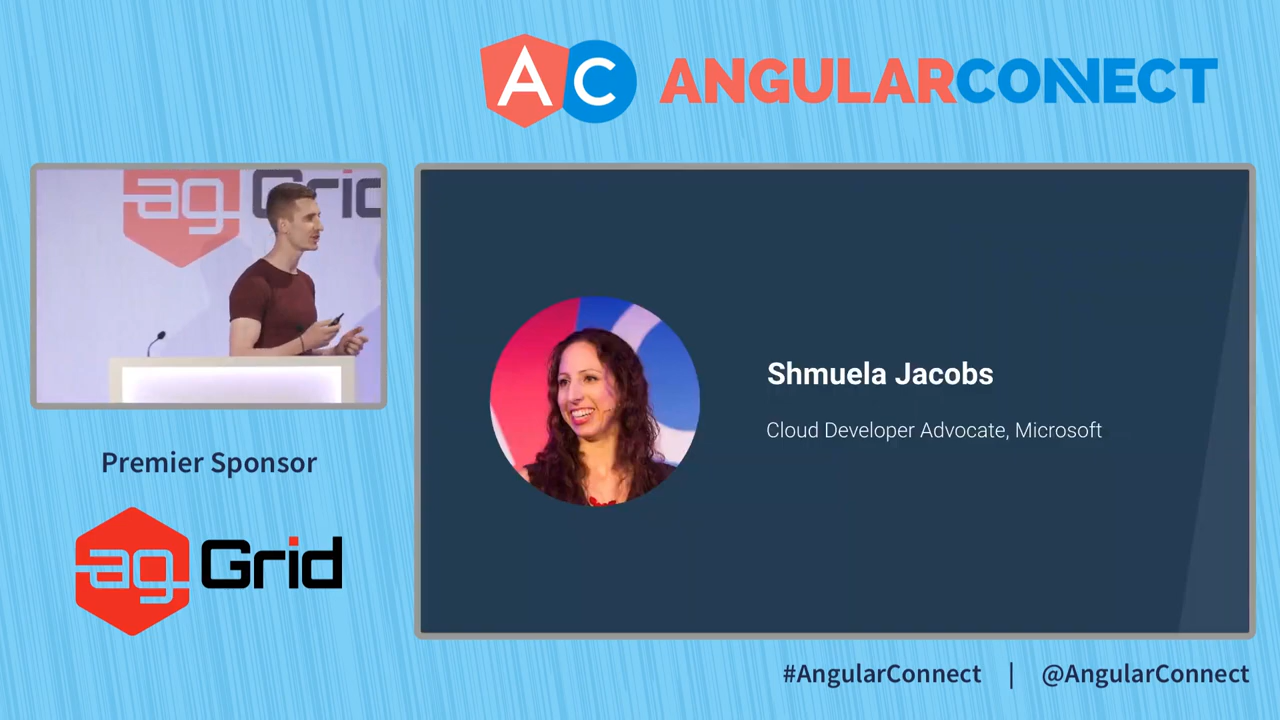 AC ANGULARCONNECT
ag Grid
Shmuela Jacobs
Cloud Developer Advocate, Microsoft
Premier Sponsor
ag Grid
#AngularConnect | @AngularConnect